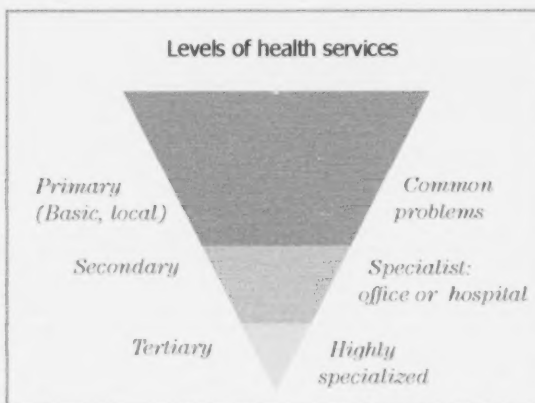 Levels of health services
Primary
(Basic, local)
Common
problems
Secondary
Specialist:
office or hospital
Tertiary
Highly
specialized